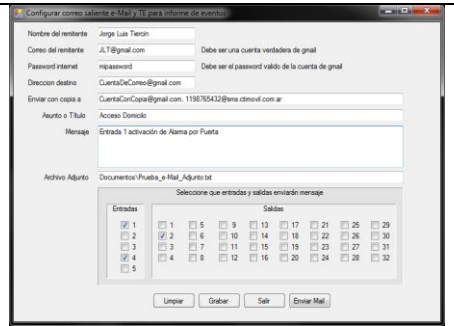 Configurar correo saliente e-Mail y TE para informe de eventos
Nombre del remitente Jorge Luis Tiercin
Correo del remitente JLT@gmail.com Debe ser una cuenta verdadera de gmail
Password internet mipassword Debe ser el password valido de la cuenta de gmail
Direccion destino CuentaDeCorreo@gmail.com
Enviar con copia a CuentaConCopia@gmail.com, 1198765432@sms.ctimovil.com.ar
Asunto o Título Acceso Domicilo
Mensaje Entrada 1 activación de Alarma por Puerta
Archivo Adjunto Documentos\Prueba_e-Mail_Adjunto.txt
Seleccione que entradas y salidas enviarán mensaje
Entradas Salidas
1 1 5 9 13 17 21 25 29
2 2 6 10 14 18 22 26 30
3 3 7 11 15 19 23 27 31
4 4 8 12 16 20 24 28 32
5
Limpiar Grabar Salir Enviar Mail